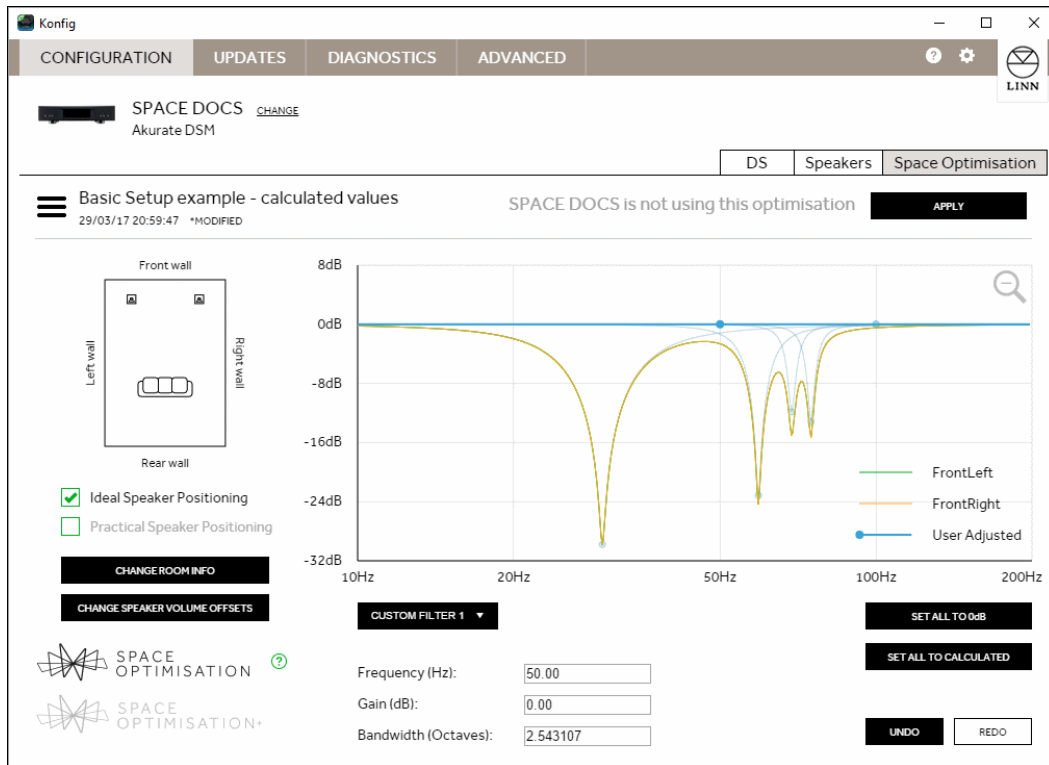 Konfig
CONFIGURATION UPDATES DIAGNOSTICS ADVANCED ?
LINN
SPACE DOCS CHANGE
Akurate DSM
DS Speakers Space Optimisation
Basic Setup example - calculated values
29/03/17 20:59:47 *MODIFIED
SPACE DOCS is not using this optimisation APPLY
Front wall
Left wall
Right wall
Rear wall
Ideal Speaker Positioning
Practical Speaker Positioning
CHANGE ROOM INFO
CHANGE SPEAKER VOLUME OFFSETS
SPACE
OPTIMISATION ?
SPACE
OPTIMISATION+
8dB
0dB
-8dB
-16dB
-24dB
-32dB
10Hz 20Hz 50Hz 100Hz 200Hz
FrontLeft
FrontRight
User Adjusted
CUSTOM FILTER 1 ▼
SET ALL TO 0dB
SET ALL TO CALCULATED
Frequency (Hz): 50.00
Gain (dB): 0.00
Bandwidth (Octaves): 2.543107
UNDO REDO